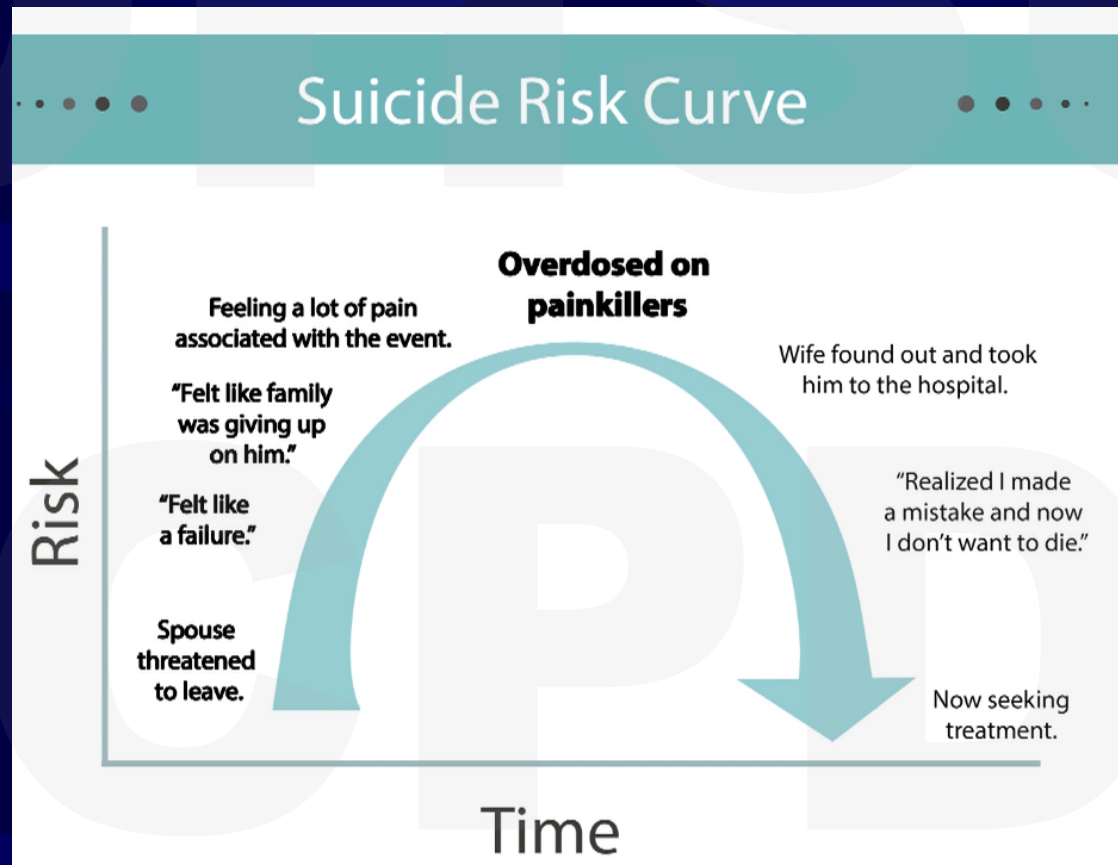 Suicide Risk Curve
Overdosed on
painkillers
Feeling a lot of pain
associated with the event.
"Felt like family
was giving up
on him."
"Felt like
a failure."
Spouse
threatened
to leave.
Wife found out and took
him to the hospital.
"Realized I made
a mistake and now
I don't want to die."
Now seeking
treatment.
Risk
Time
CPD